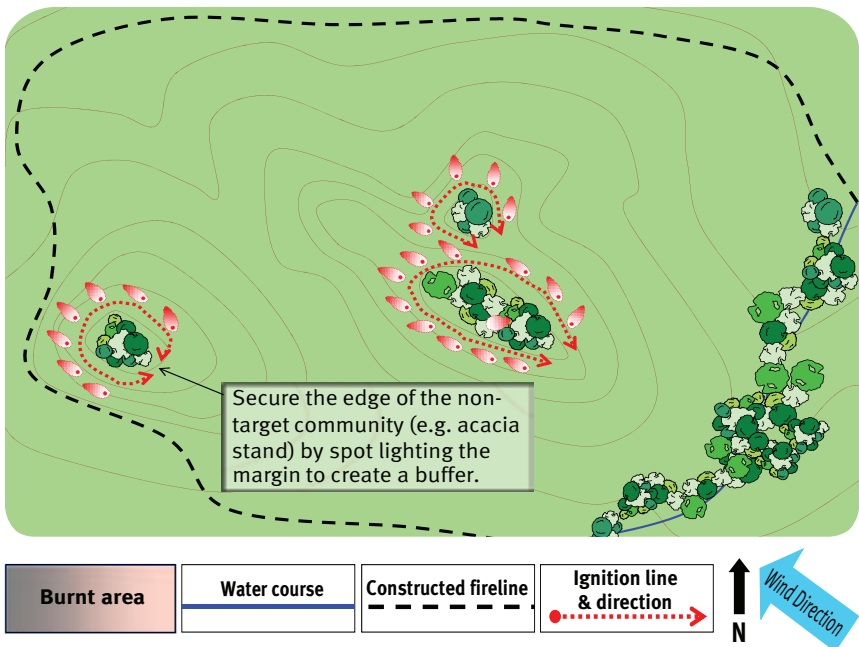 Secure the edge of the non-
target community (e.g. acacia
stand) by spot lighting the
margin to create a buffer.
Burnt area
Water course
Constructed fireline
Ignition line
& direction
N
Wind Direction